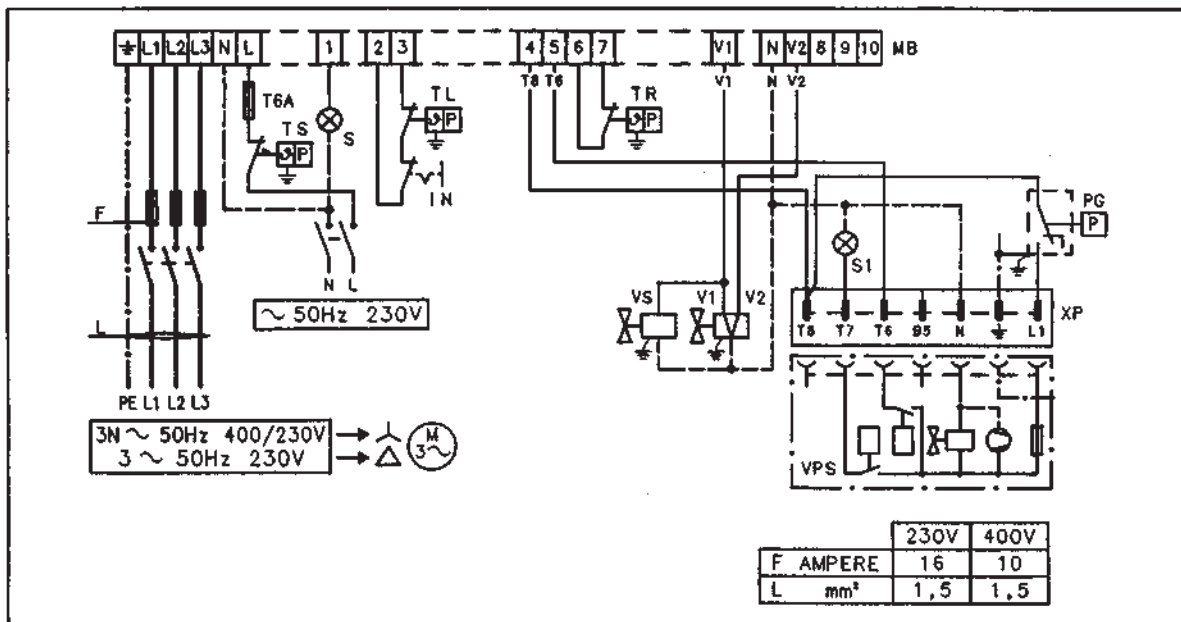 L1 L2 L3 N L 1 2 3 4 5 6 7 V1 N V2 8 9 10 MB
T8 T6 V1 N V2
T6A
TS
P
S
TL
P
IN
TR
P
F
N L
∼ 50Hz 230V
L
PE L1 L2 L3
3N ∼ 50Hz 400/230V
3 ∼ 50Hz 230V
M
3∼
VS V1 V2
S1
PG
P
T8 T7 T6 95 N L1
XP
VPS
230V 400V
F AMPERE 16 10
L mm² 1,5 1,5